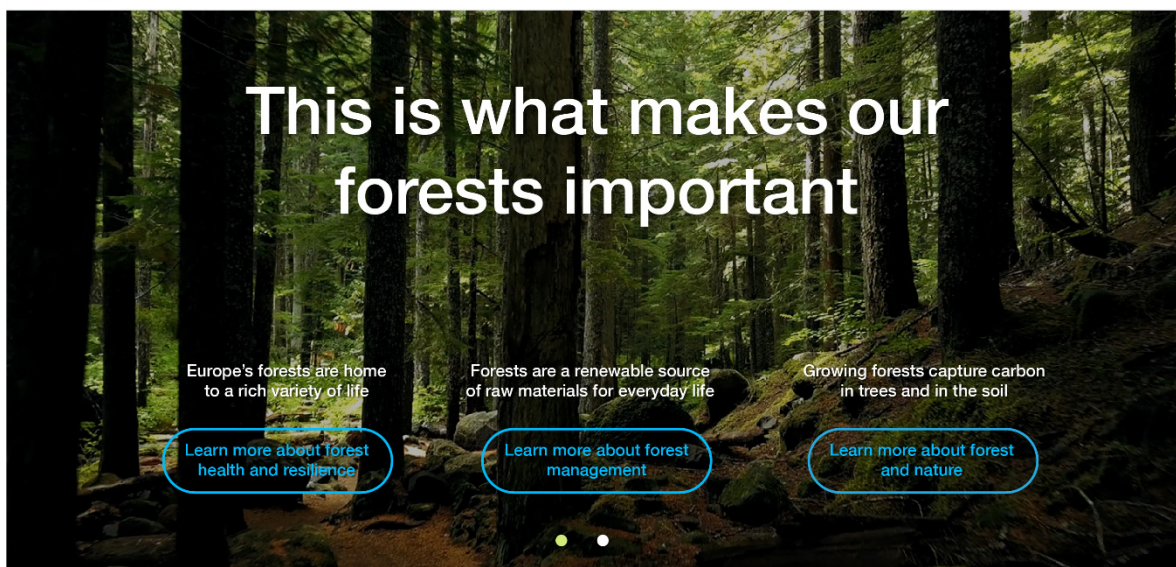 This is what makes our
forests important
Europe’s forests are home
to a rich variety of life
Learn more about forest
health and resilience
Forests are a renewable source
of raw materials for everyday life
Learn more about forest
management
Growing forests capture carbon
in trees and in the soil
Learn more about forest
and nature